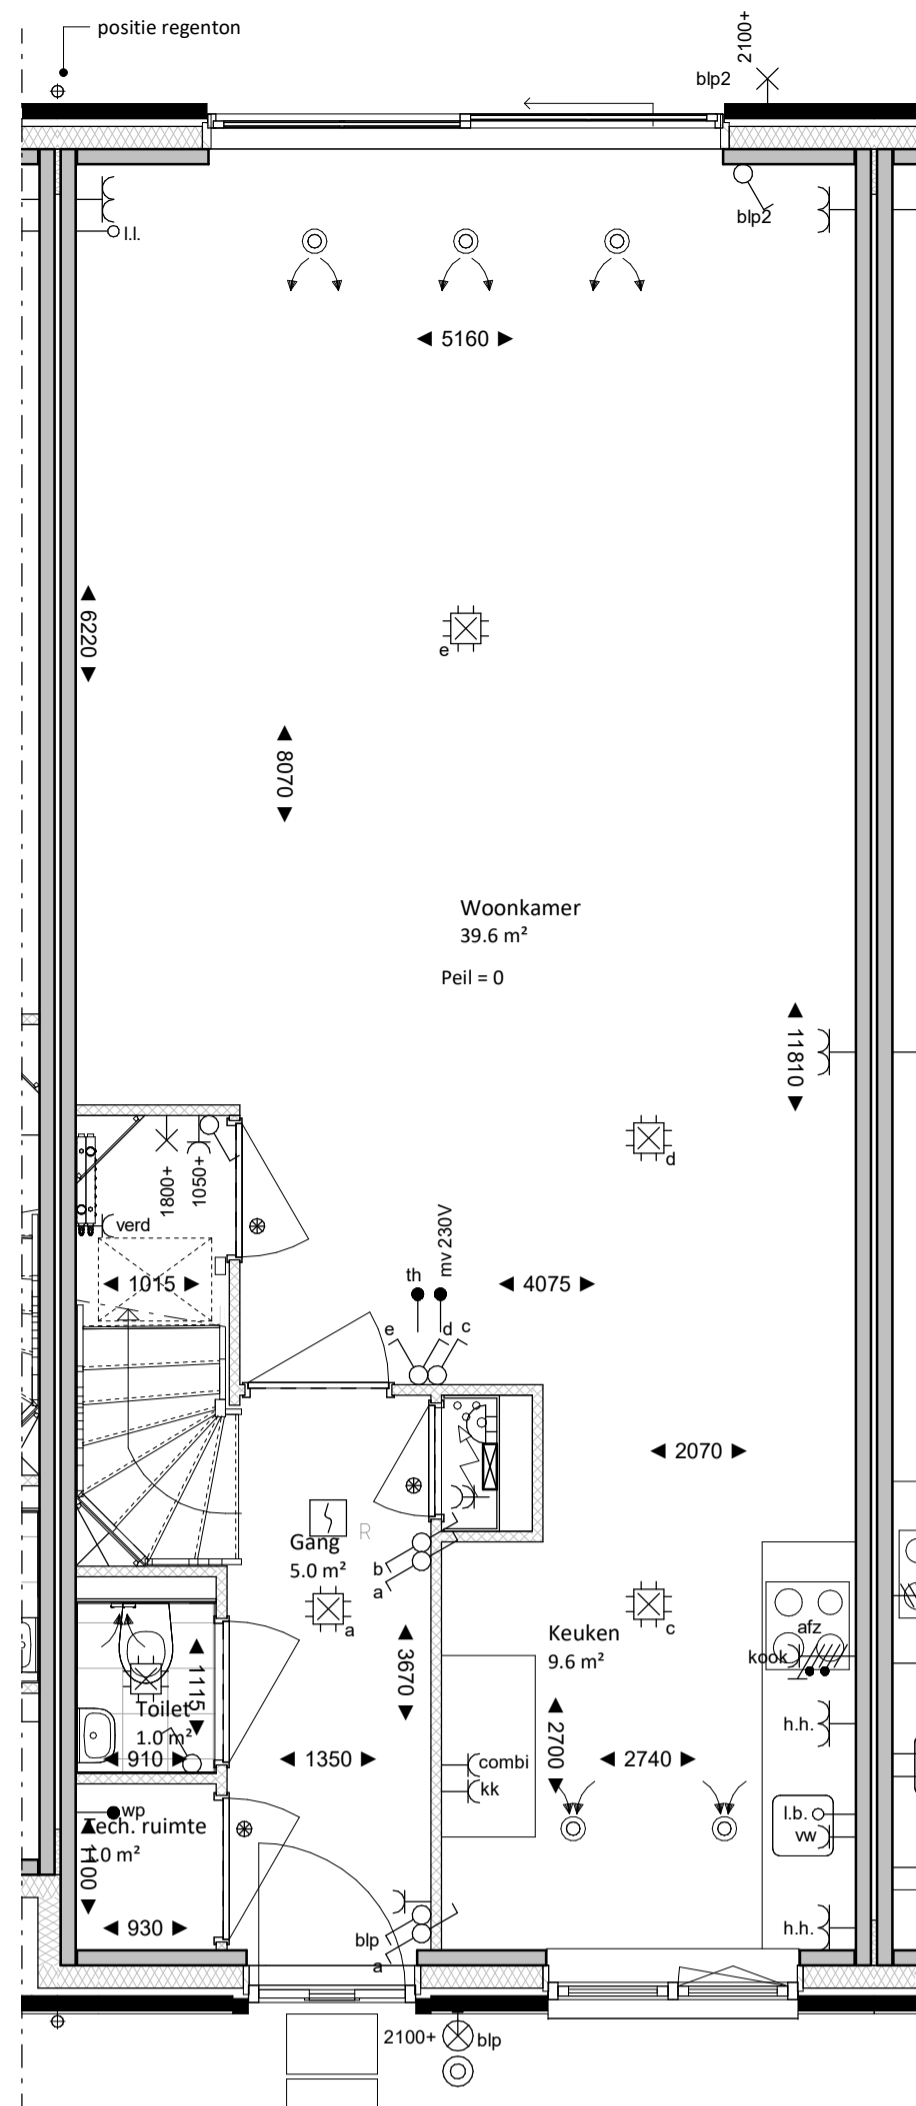 positie regenton
2100+
blp2
blp2
l.l.
5160
6220
8070
e
Woonkamer
39.6 m²
Peil = 0
11810
d
1800+
1050+
verd
1015
th
mv 230V
4075
e
d
c
2070
R
Gang
5.0 m²
b
a
a
c
afz
kook
Keuken
9.6 m²
3670
1115
Toilet
1.0 m²
910
1350
2700
2740
h.h.
combi
kk
wp
Tech. ruimte
1.0 m²
1100
l.b.
vw
930
blp
a
h.h.
2100+
blp